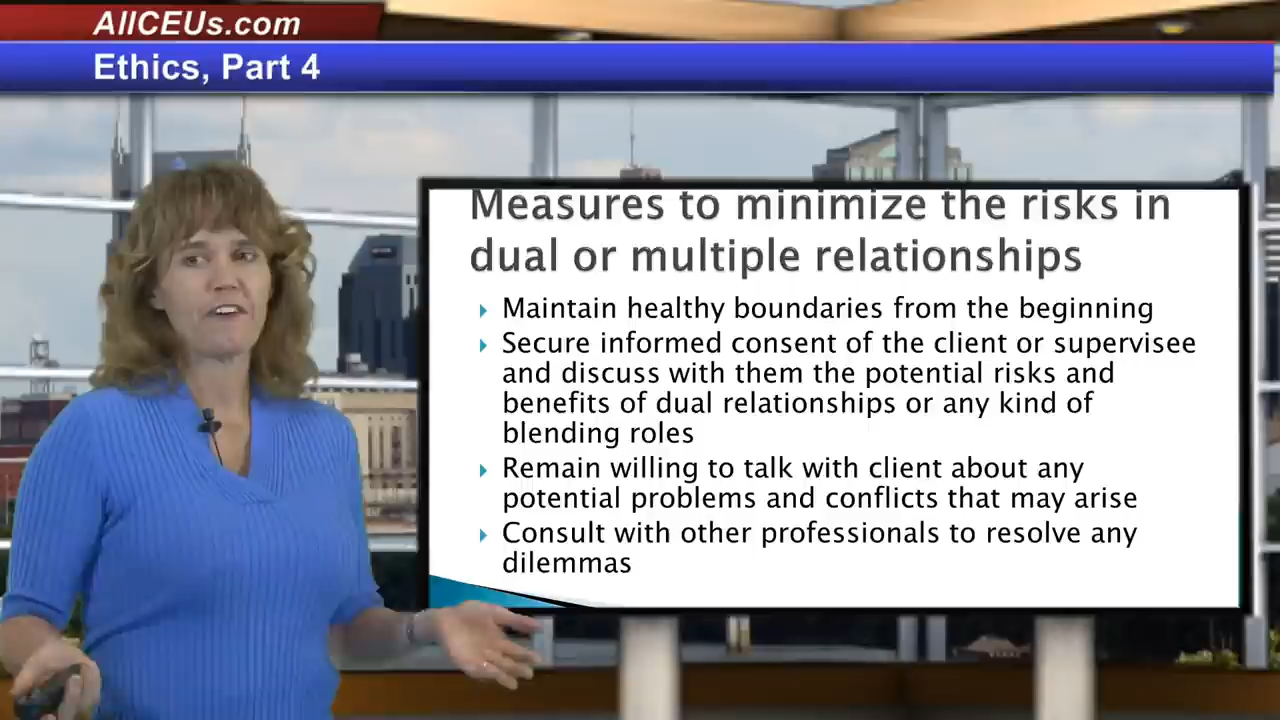 AllCEUs.com
Ethics, Part 4
Measures to minimize the risks in
dual or multiple relationships
Maintain healthy boundaries from the beginning
Secure informed consent of the client or supervisee
and discuss with them the potential risks and
benefits of dual relationships or any kind of
blending roles
Remain willing to talk with client about any
potential problems and conflicts that may arise
Consult with other professionals to resolve any
dilemmas